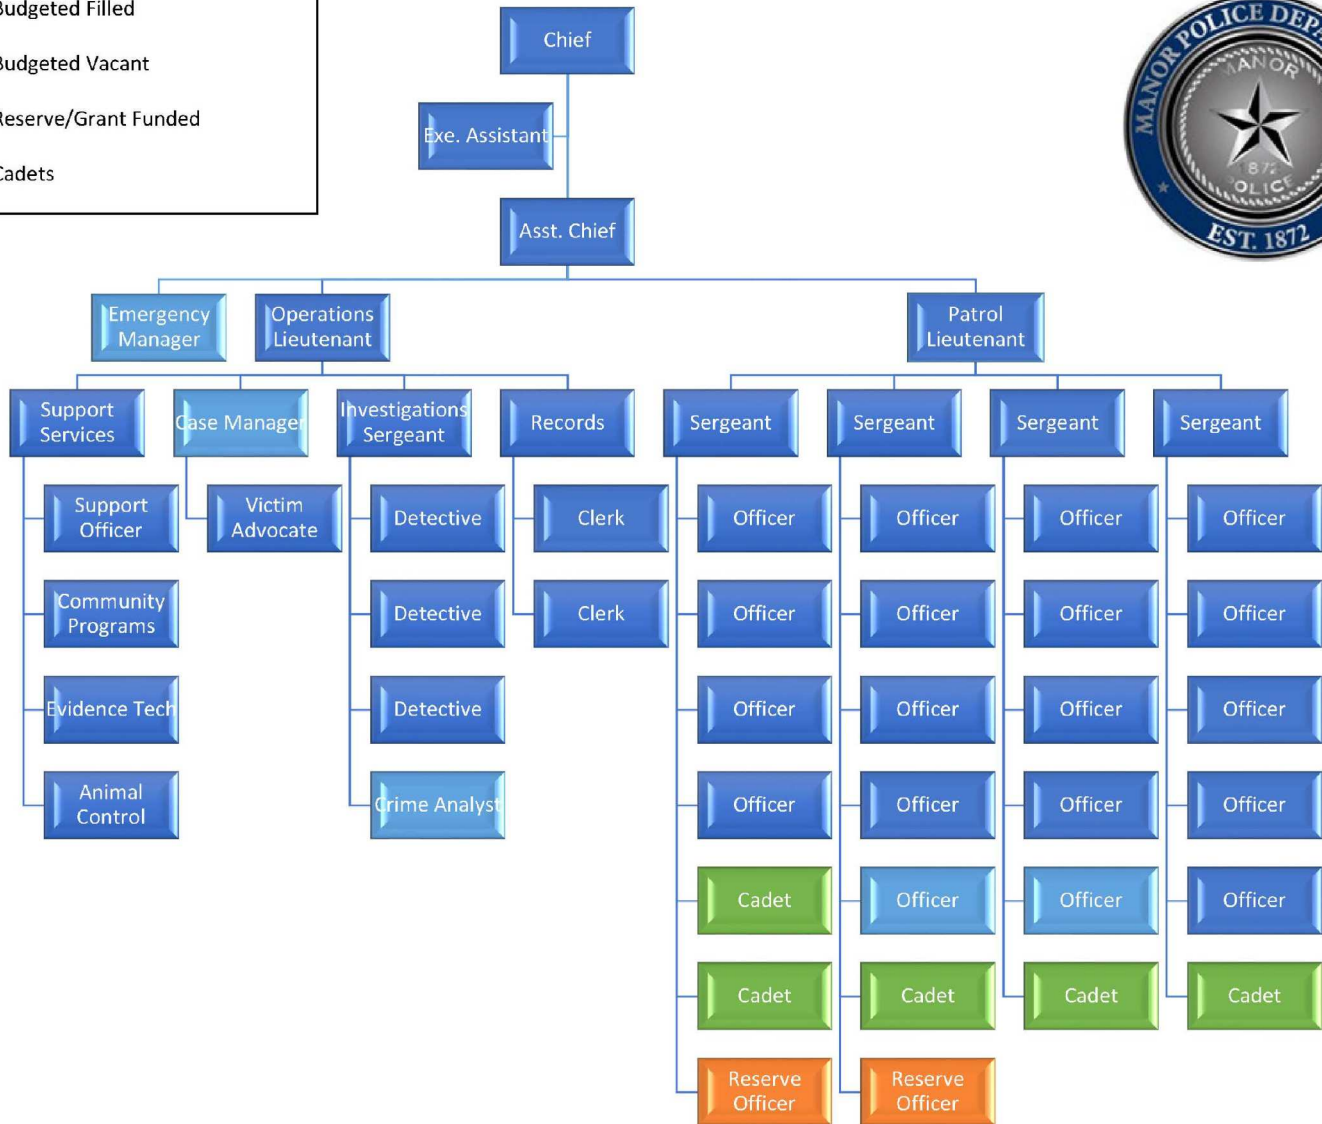 Budgeted Filled
Budgeted Vacant
Reserve/Grant Funded
Cadets
Chief
MANOR POLICE
MANOR
1872
POLICE
EST. 1872
Exe. Assistant
Asst. Chief
Emergency
Manager
Operations
Lieutenant
Patrol
Lieutenant
Support
Services
Case Manager
Investigations
Sergeant
Records
Sergeant
Sergeant
Sergeant
Sergeant
Support
Officer
Victim
Advocate
Detective
Clerk
Officer
Officer
Officer
Officer
Community
Programs
Detective
Clerk
Officer
Officer
Officer
Officer
Evidence Tech
Detective
Officer
Officer
Officer
Officer
Animal
Control
Crime Analyst
Officer
Officer
Officer
Officer
Cadet
Officer
Officer
Officer
Cadet
Cadet
Cadet
Cadet
Reserve
Officer
Reserve
Officer